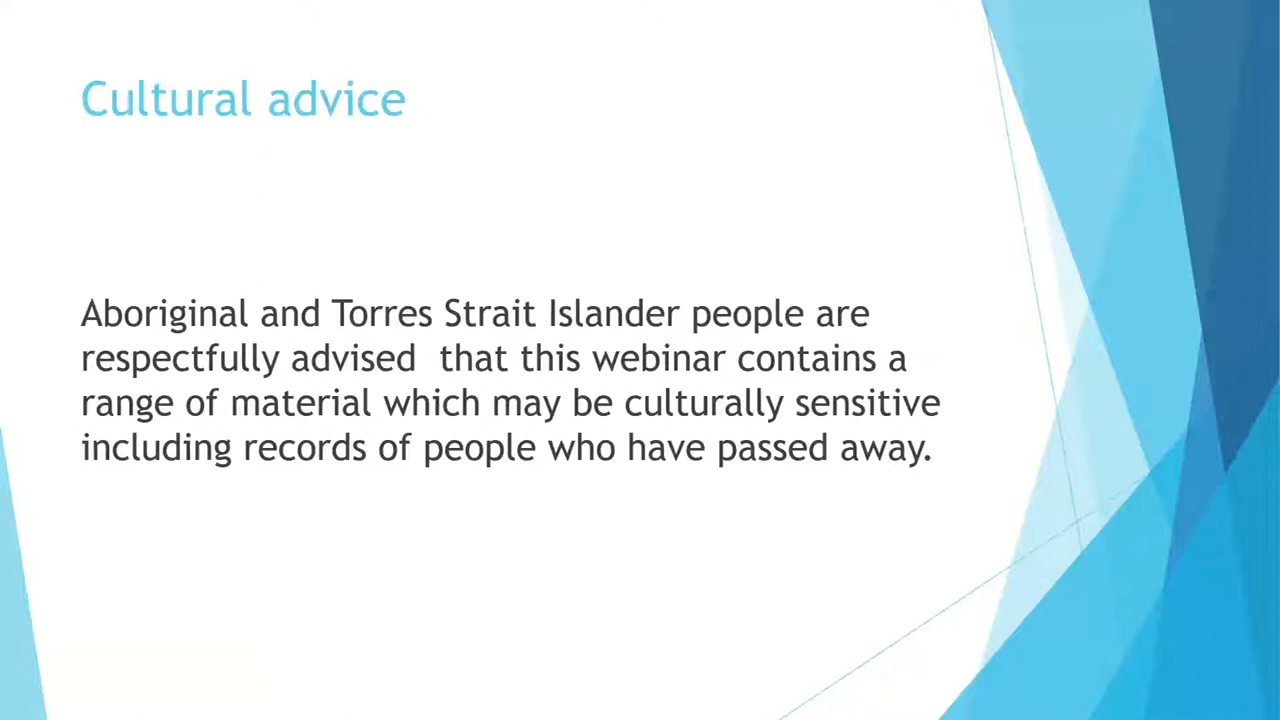 Cultural advice
Aboriginal and Torres Strait Islander people are
respectfully advised  that this webinar contains a
range of material which may be culturally sensitive
including records of people who have passed away.